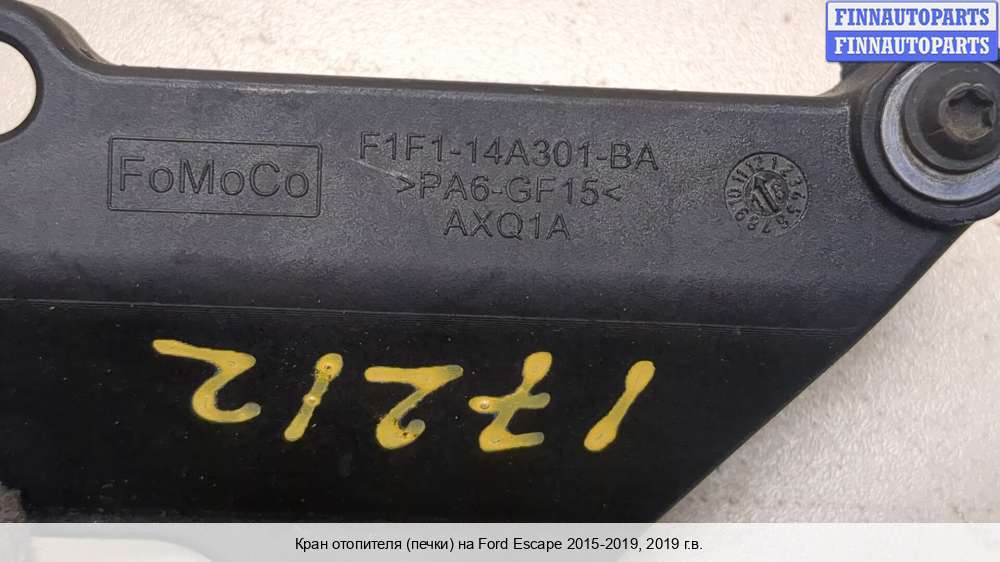 FINNAUTOPARTS
FINNAUTOPARTS
FoMoCo
F1F1-14A301-BA
>PA6-GF15<
AXQ1A
17212
Кран отопителя (печки) на Ford Escape 2015-2019, 2019 г.в.